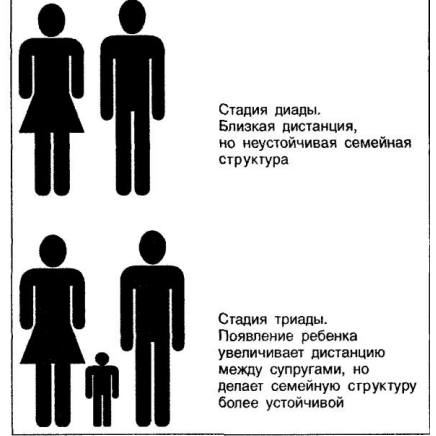 Стадия диады.
Близкая дистанция,
но неустойчивая семейная
структура
Стадия триады.
Появление ребенка
увеличивает дистанцию
между супругами, но
делает семейную структуру
более устойчивой